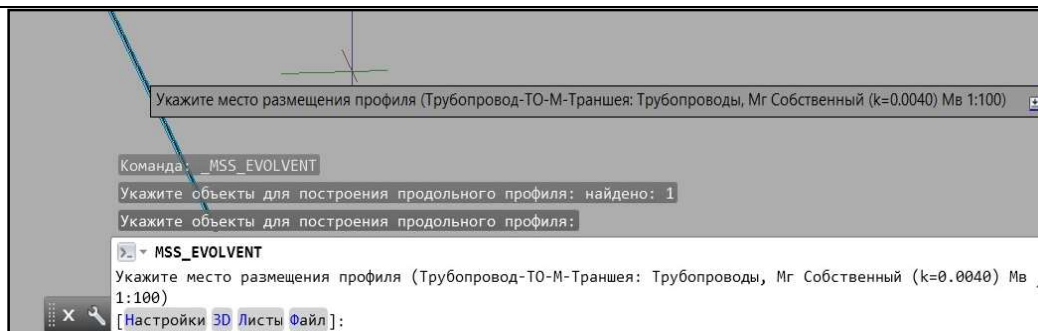 Укажите место размещения профиля (Трубопровод-ТО-М-Траншея: Трубопроводы, Мг Собственный (k=0.0040) Мв 1:100)
Команда: _MSS_EVOLVENT
Укажите объекты для построения продольного профиля: найдено: 1
Укажите объекты для построения продольного профиля:
MSS_EVOLVENT
Укажите место размещения профиля (Трубопровод-ТО-М-Траншея: Трубопроводы, Мг Собственный (k=0.0040) Мв
1:100)
[Настройки 3D Листы Файл]: